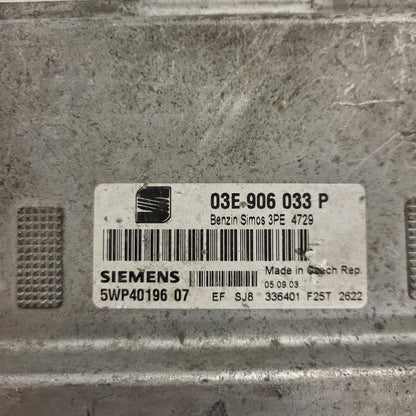 03E 906 033 P
Benzin Simos 3PE 4729
SIEMENS
Made in Czech Rep.
05.09.03
5WP40196 07
EF SJ8 336401 F25T 2622